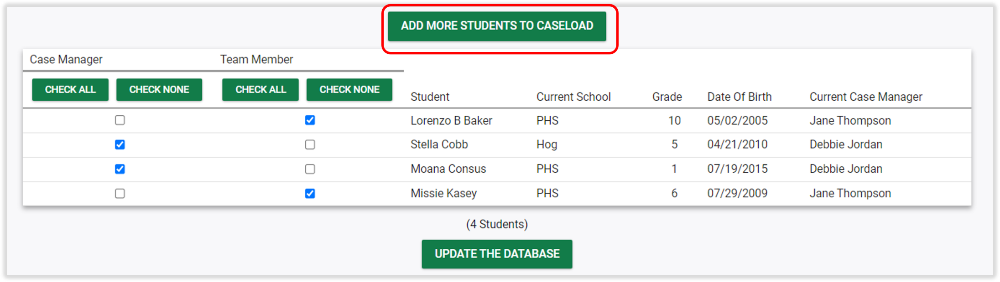 ADD MORE STUDENTS TO CASELOAD
Case Manager Team Member
CHECK ALL CHECK NONE CHECK ALL CHECK NONE Student Current School Grade Date Of Birth Current Case Manager
Lorenzo B Baker PHS 10 05/02/2005 Jane Thompson
Stella Cobb Hog 5 04/21/2010 Debbie Jordan
Moana Consus PHS 1 07/19/2015 Debbie Jordan
Missie Kasey PHS 6 07/29/2009 Jane Thompson
(4 Students)
UPDATE THE DATABASE